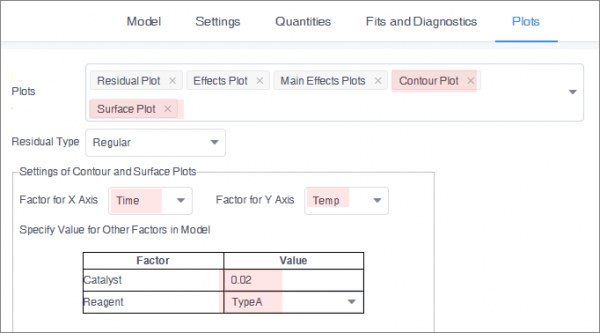 Model Settings Quantities Fits and Diagnostics Plots
Plots
Residual Plot × Effects Plot × Main Effects Plots × Contour Plot ×
Surface Plot ×
Residual Type Regular
Settings of Contour and Surface Plots
Factor for X Axis Time Factor for Y Axis Temp
Specify Value for Other Factors in Model
Factor Value
Catalyst 0.02
Reagent TypeA